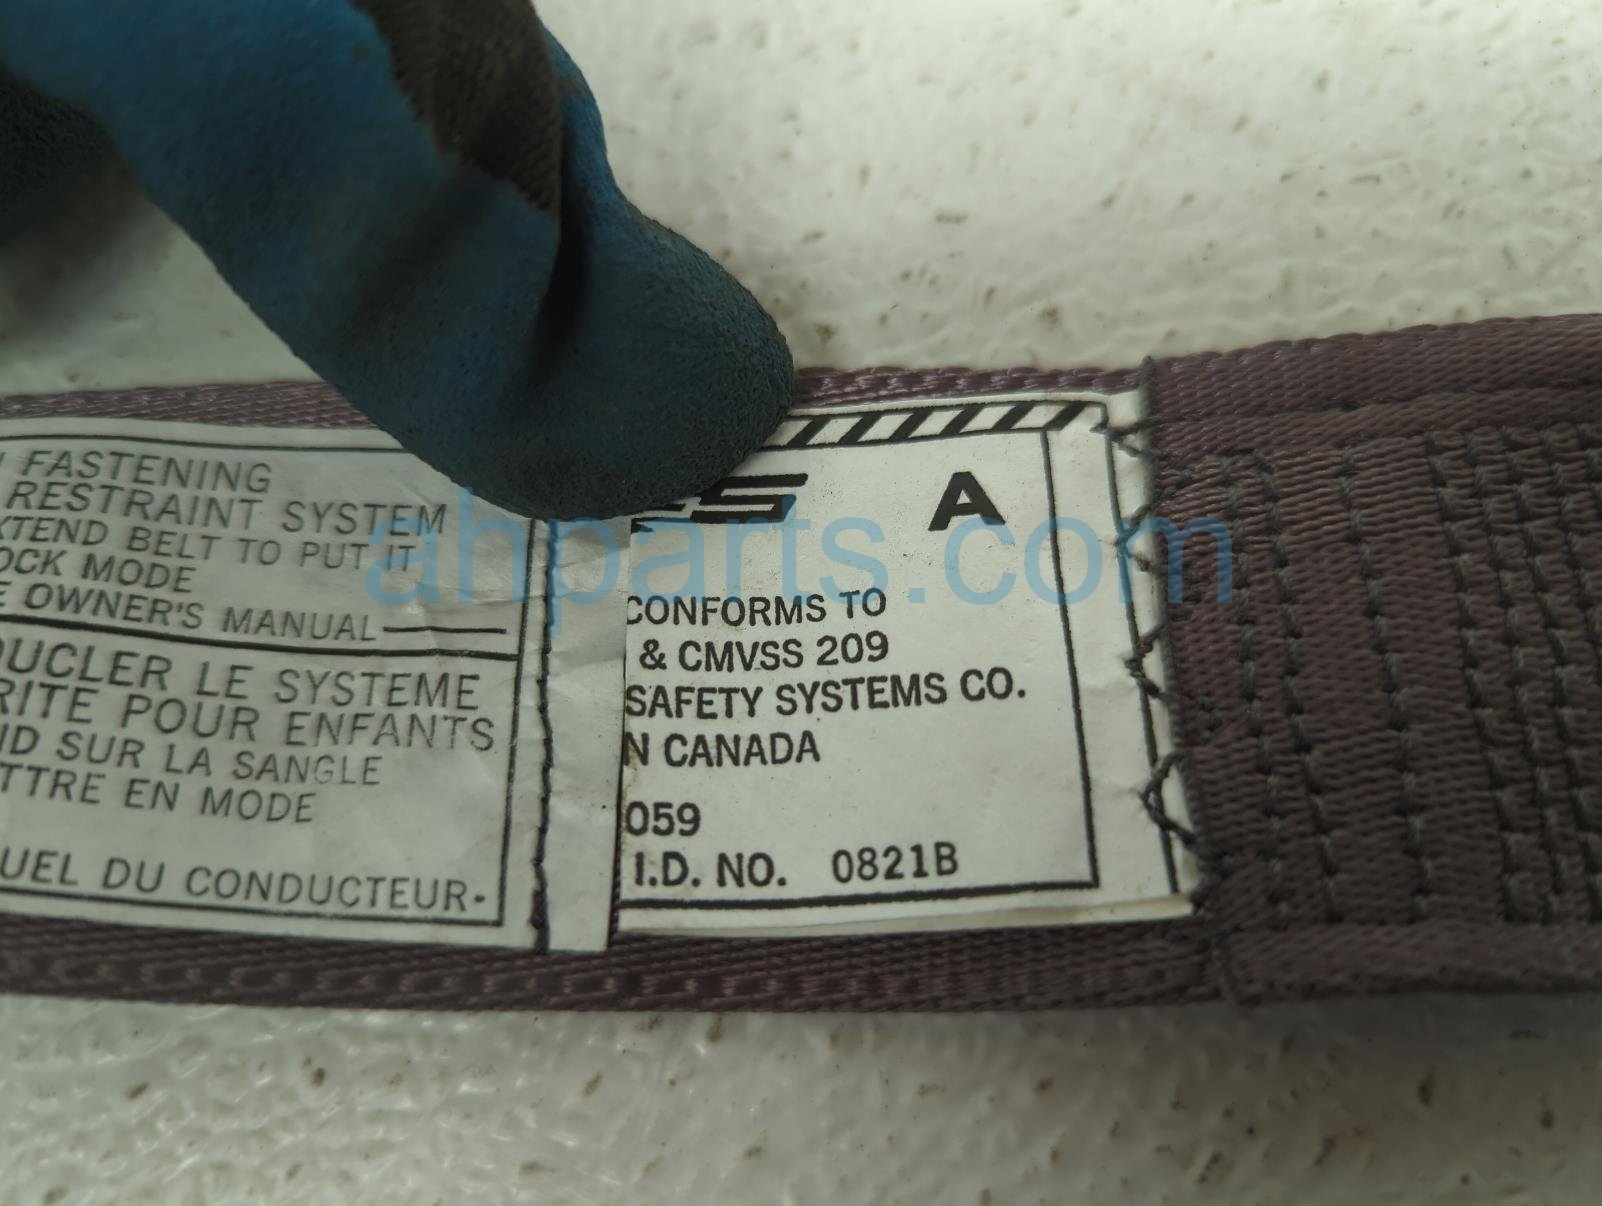 FASTENING
RESTRAINT SYSTEM
XTEND BELT TO PUT IT
OCK MODE
E OWNER'S MANUAL
OUCLER LE SYSTEME
RITE POUR ENFANTS
ND SUR LA SANGLE
TTRE EN MODE
UEL DU CONDUCTEUR-
ES A
CONFORMS TO
& CMVSS 209
SAFETY SYSTEMS CO.
N CANADA
059
I.D. NO. 0821B
ahparts.com